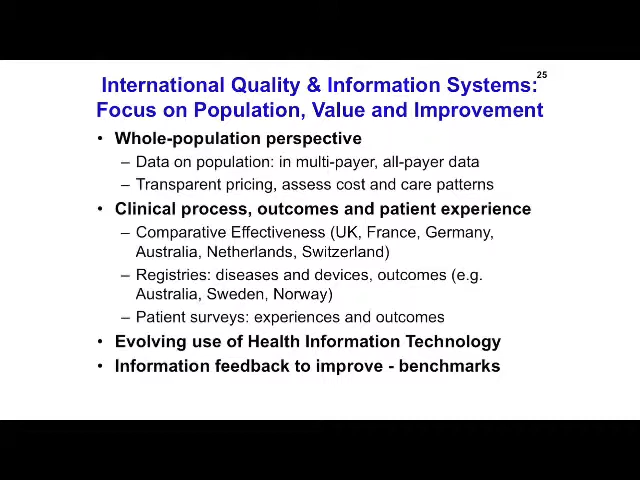 25
International Quality & Information Systems:
Focus on Population, Value and Improvement
• Whole-population perspective
– Data on population: in multi-payer, all-payer data
– Transparent pricing, assess cost and care patterns
• Clinical process, outcomes and patient experience
– Comparative Effectiveness (UK, France, Germany,
Australia, Netherlands, Switzerland)
– Registries: diseases and devices, outcomes (e.g.
Australia, Sweden, Norway)
– Patient surveys: experiences and outcomes
• Evolving use of Health Information Technology
• Information feedback to improve - benchmarks